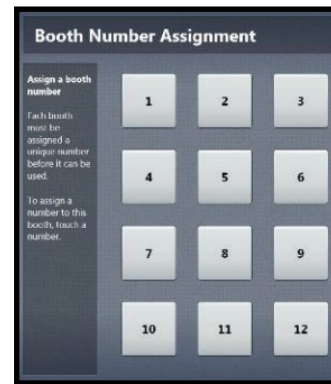 Booth Number Assignment
Assign a booth
number
Each booth
must be
assigned a
unique number
before it can be
used.
To assign a
number to this
booth, touch a
number.
1 2 3
4 5 6
7 8 9
10 11 12